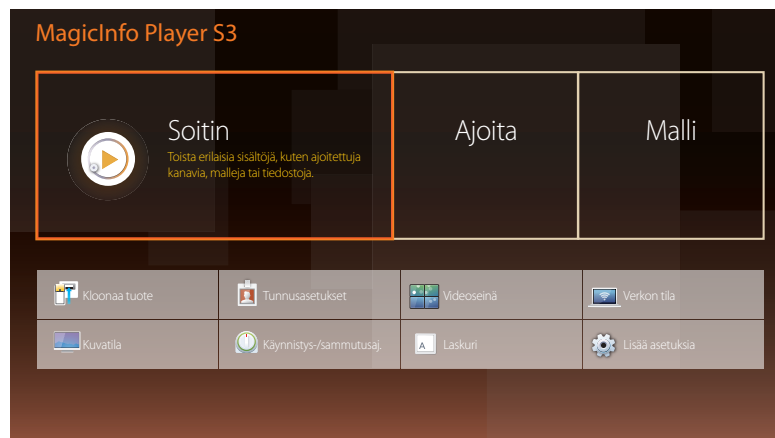 MagicInfo Player S3
Soitin
Toista erilaisia sisältöjä, kuten ajoitettuja
kanavia, malleja tai tiedostoja.
Ajoita
Malli
Kloonaa tuote
Tunnusasetukset
Videoseinä
Verkon tila
Kuvatila
Käynnistys-/sammutusaj.
A
Laskuri
Lisää asetuksia